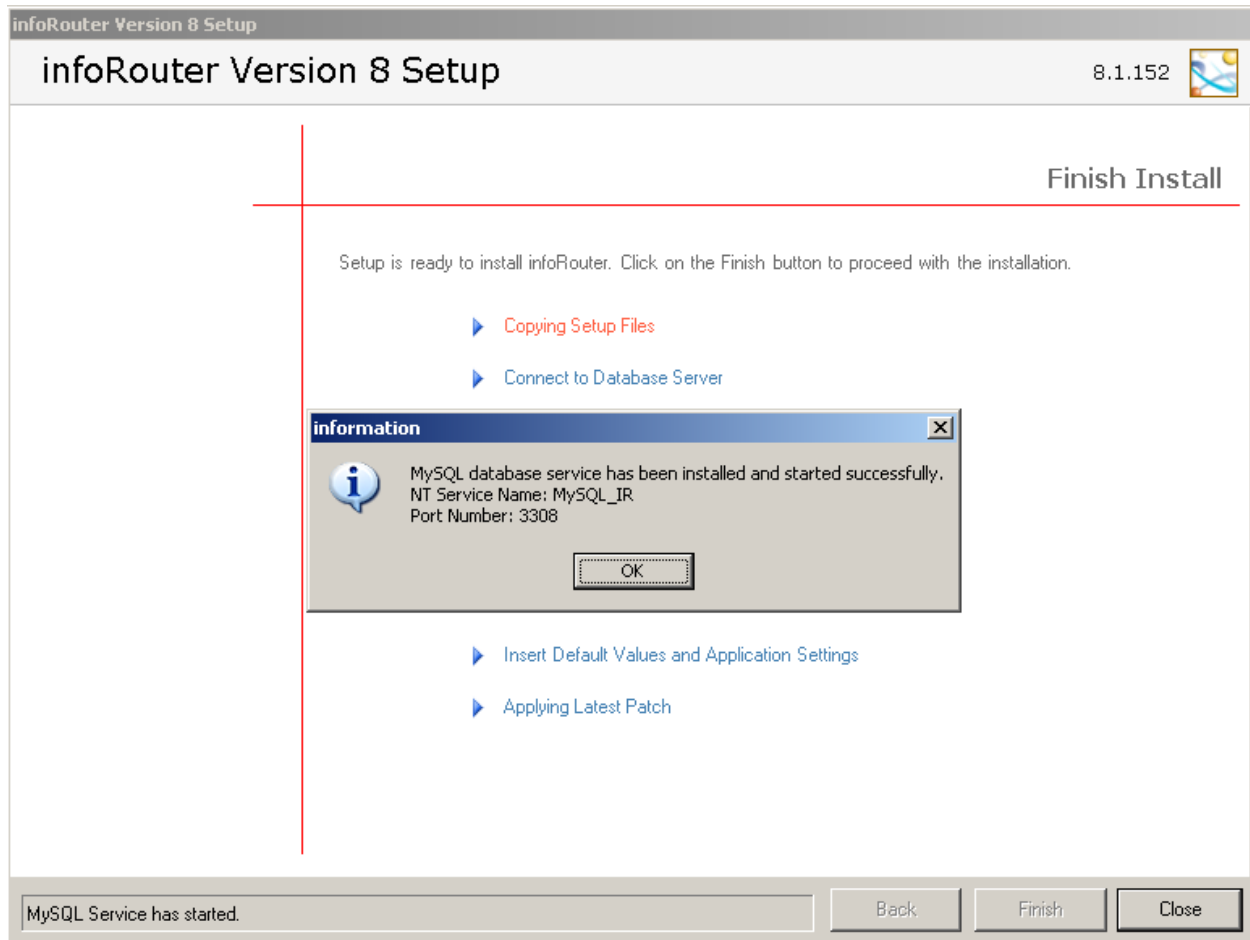 infoRouter Version 8 Setup
infoRouter Version 8 Setup
8.1.152
Finish Install
Setup is ready to install infoRouter. Click on the Finish button to proceed with the installation.
Copying Setup Files
Connect to Database Server
information
MySQL database service has been installed and started successfully.
NT Service Name: MySQL_IR
Port Number: 3308
OK
Insert Default Values and Application Settings
Applying Latest Patch
MySQL Service has started.
Back
Finish
Close